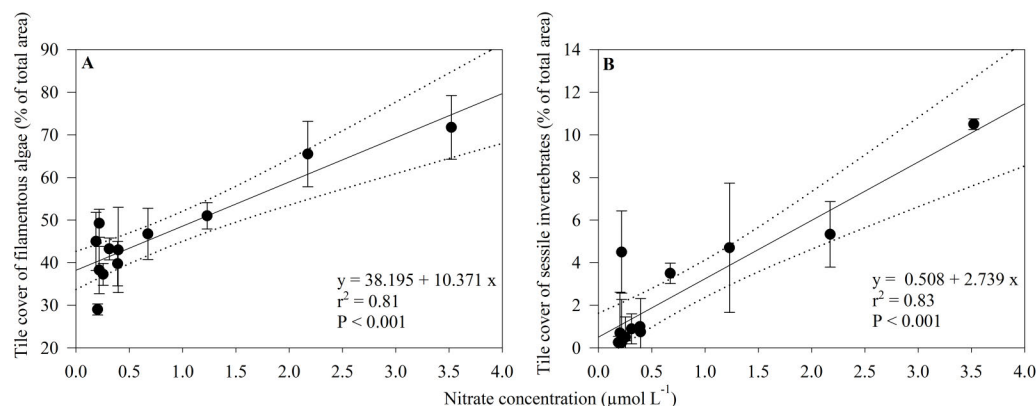 Tile cover of filamentous algae (% of total area)
90
80
70
60
50
40
30
20
A
y = 38.195 + 10.371 x
r² = 0.81
P < 0.001
0.0 0.5 1.0 1.5 2.0 2.5 3.0 3.5 4.0
Tile cover of sessile invertebrates (% of total area)
14
12
10
8
6
4
2
0
B
y = 0.508 + 2.739 x
r² = 0.83
P < 0.001
0.0 0.5 1.0 1.5 2.0 2.5 3.0 3.5 4.0
Nitrate concentration (µmol L⁻¹)